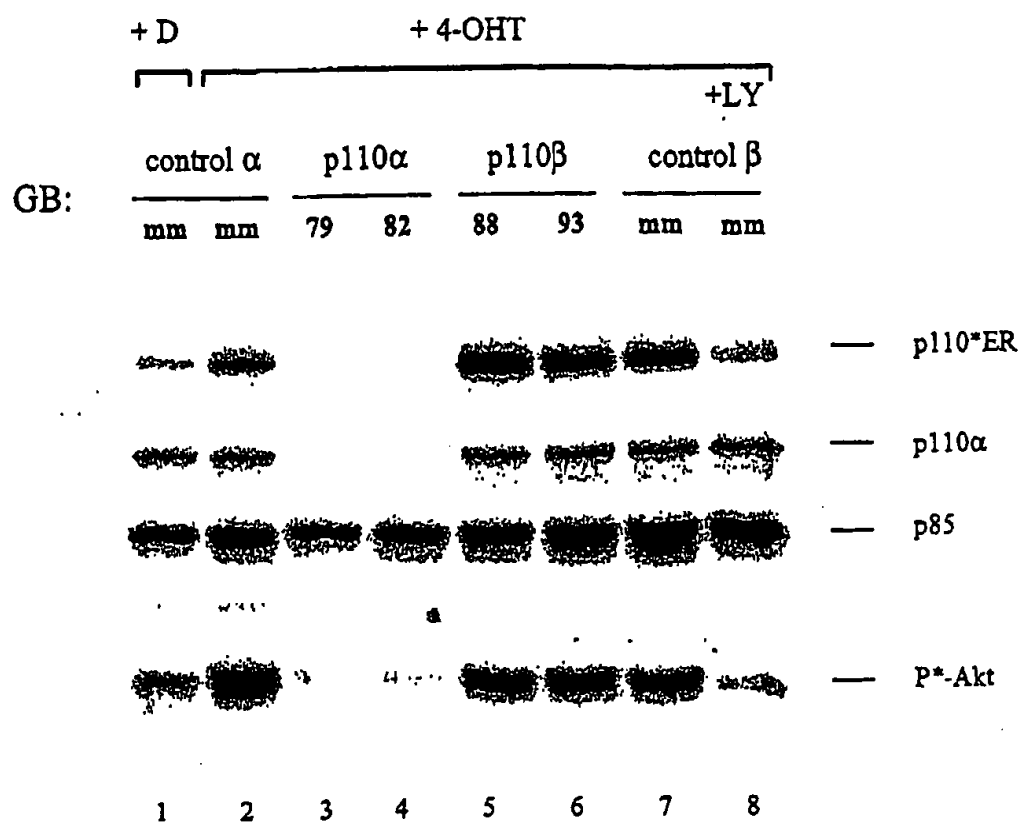 + D + 4-OHT
+LY
control α p110α p110β control β
GB:
mm mm 79 82 88 93 mm mm
p110*ER
p110α
p85
P*-Akt
1 2 3 4 5 6 7 8